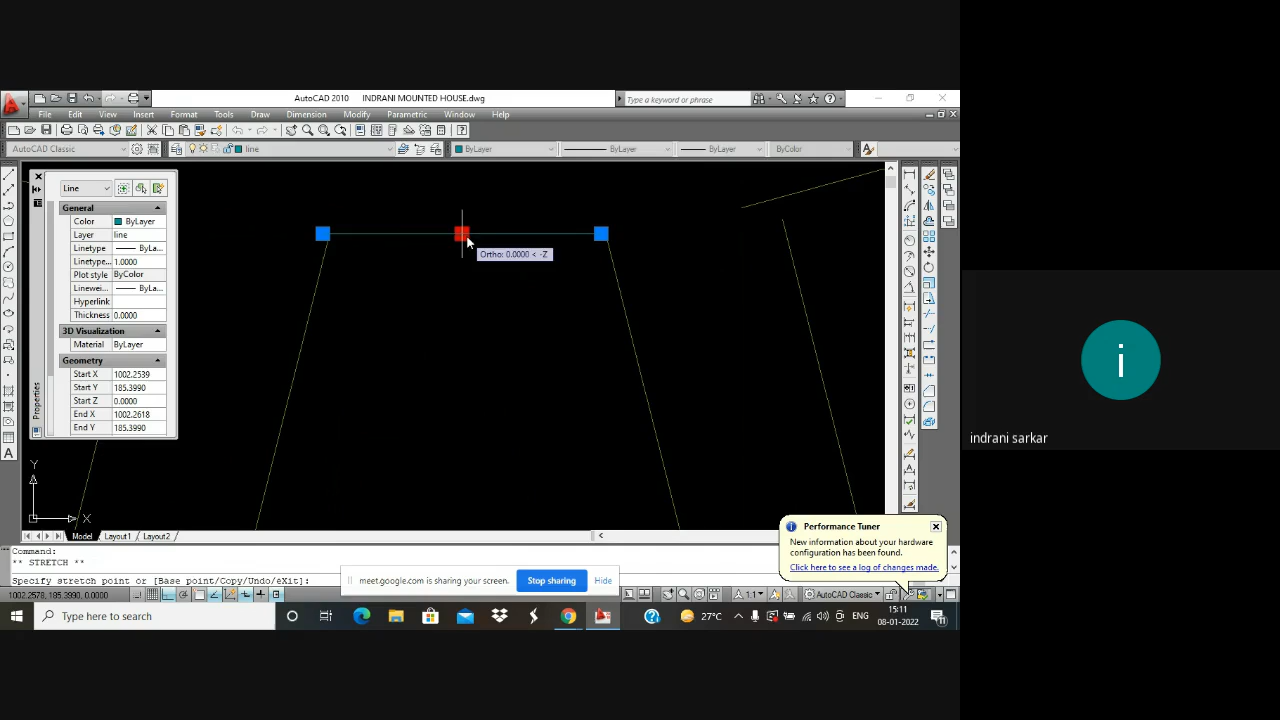 AutoCAD 2010 INDRANI MOUNTED HOUSE.dwg
Type a keyword or phrase
File Edit View Insert Format Tools Draw Dimension Modify Parametric Window Help
AutoCAD Classic
line
ByLayer
ByLayer
ByLayer
ByColor
Line
General
Color ByLayer
Layer line
Linetype ByLa...
Linetype... 1.0000
Plot style ByColor
Linewei... ByLa...
Hyperlink
Thickness 0.0000
3D Visualization
Material ByLayer
Geometry
Start X 1002.2539
Start Y 185.3990
Start Z 0.0000
End X 1002.2618
End Y 185.3990
Properties
Ortho: 0.0000 < -Z
Y
X
Model Layout1 Layout2
Performance Tuner
New information about your hardware
configuration has been found.
Click here to see a log of changes made.
Command:
** STRETCH **
Specify stretch point or [Base point/Copy/Undo/eXit]:
meet.google.com is sharing your screen.
Stop sharing
Hide
1002.2578, 185.3990, 0.0000
1:1
AutoCAD Classic
Type here to search
27°C
ENG
15:11
08-01-2022
11
i
indrani sarkar